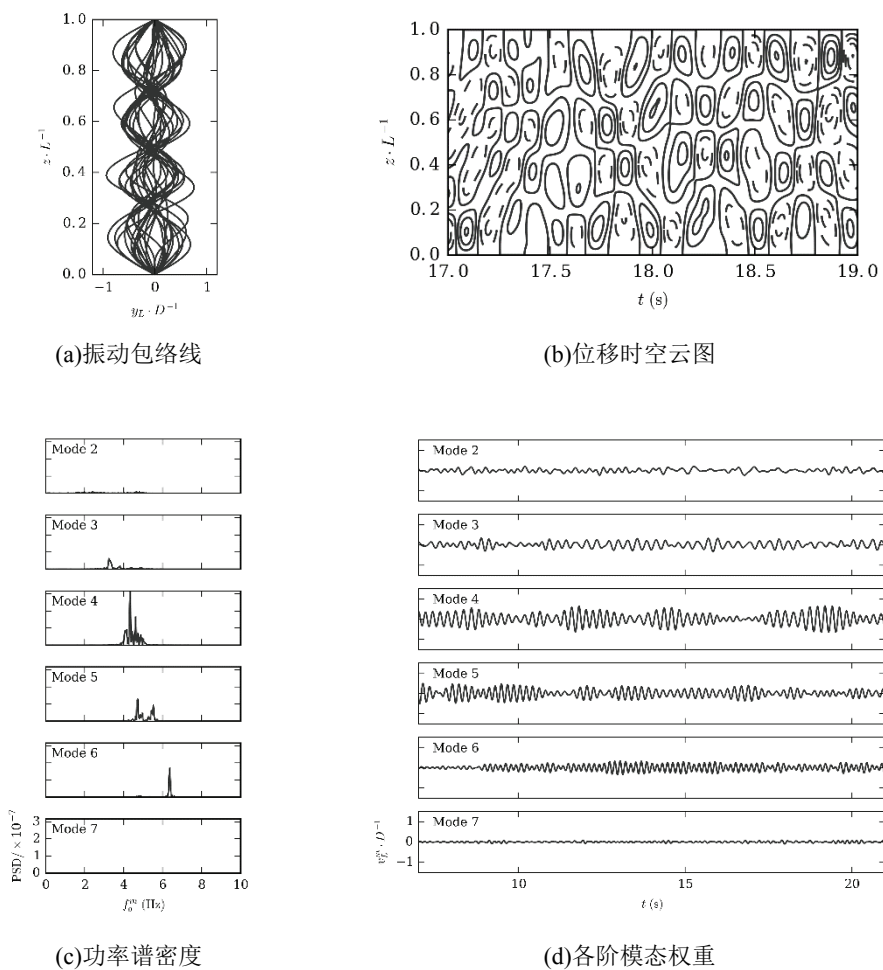 1.0
0.8
0.6
0.4
0.2
0.0
z · L⁻¹
−1
0
1
y_L · D⁻¹
(a)振动包络线
1.0
0.8
0.6
0.4
0.2
0.0
z · L⁻¹
17.0
17.5
18.0
18.5
19.0
t (s)
(b)位移时空云图
Mode 2
Mode 3
Mode 4
Mode 5
Mode 6
Mode 7
3
2
1
0
PSD/ × 10⁻⁷
0
2
4
6
8
10
(Hz)
(c)功率谱密度
Mode 2
Mode 3
Mode 4
Mode 5
Mode 6
Mode 7
1
0
−1
· D⁻¹
10
15
20
t (s)
(d)各阶模态权重